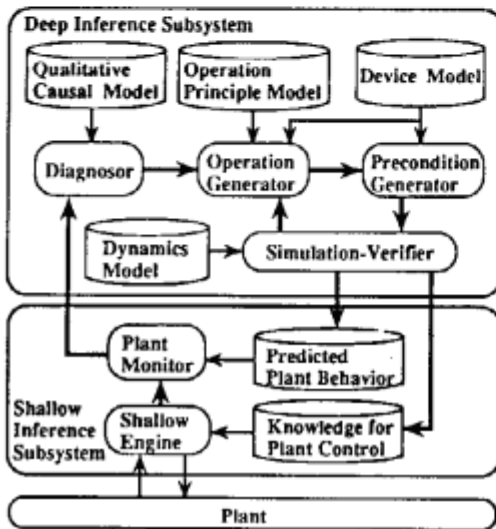 Deep Inference Subsystem
Qualitative
Causal Model
Operation
Principle Model
Device Model
Diagnosor
Operation
Generator
Precondition
Generator
Dynamics
Model
Simulation-Verifier
Plant
Monitor
Predicted
Plant Behavior
Shallow
Inference
Subsystem
Shallow
Engine
Knowledge for
Plant Control
Plant